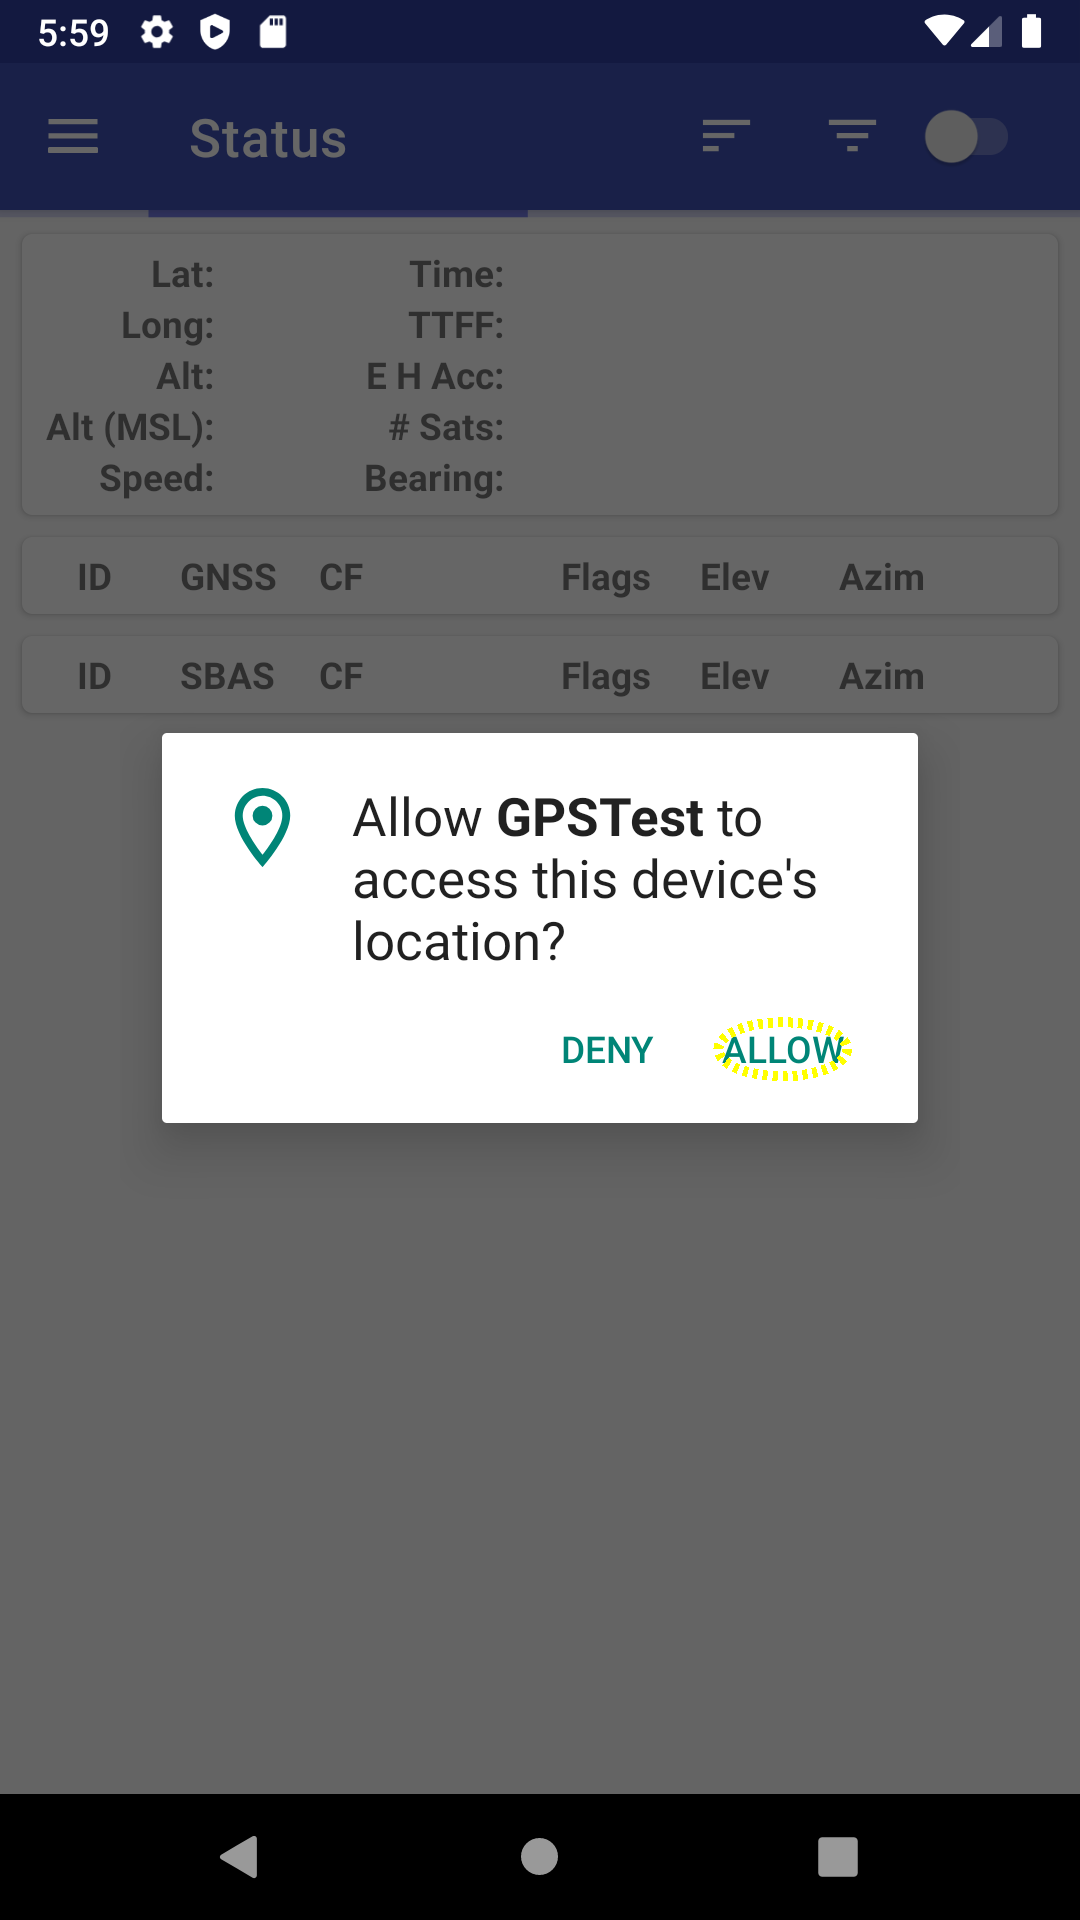 5:59
Status
Lat: Time:
Long: TTFF:
Alt: E H Acc:
Alt (MSL): # Sats:
Speed: Bearing:
ID GNSS CF Flags Elev Azim
ID SBAS CF Flags Elev Azim
Allow GPSTest to
access this device's
location?
DENY ALLOW